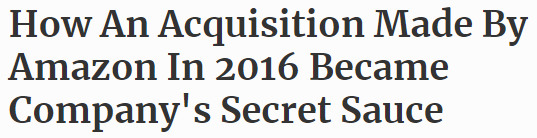 How An Acquisition Made By
Amazon In 2016 Became
Company's Secret Sauce